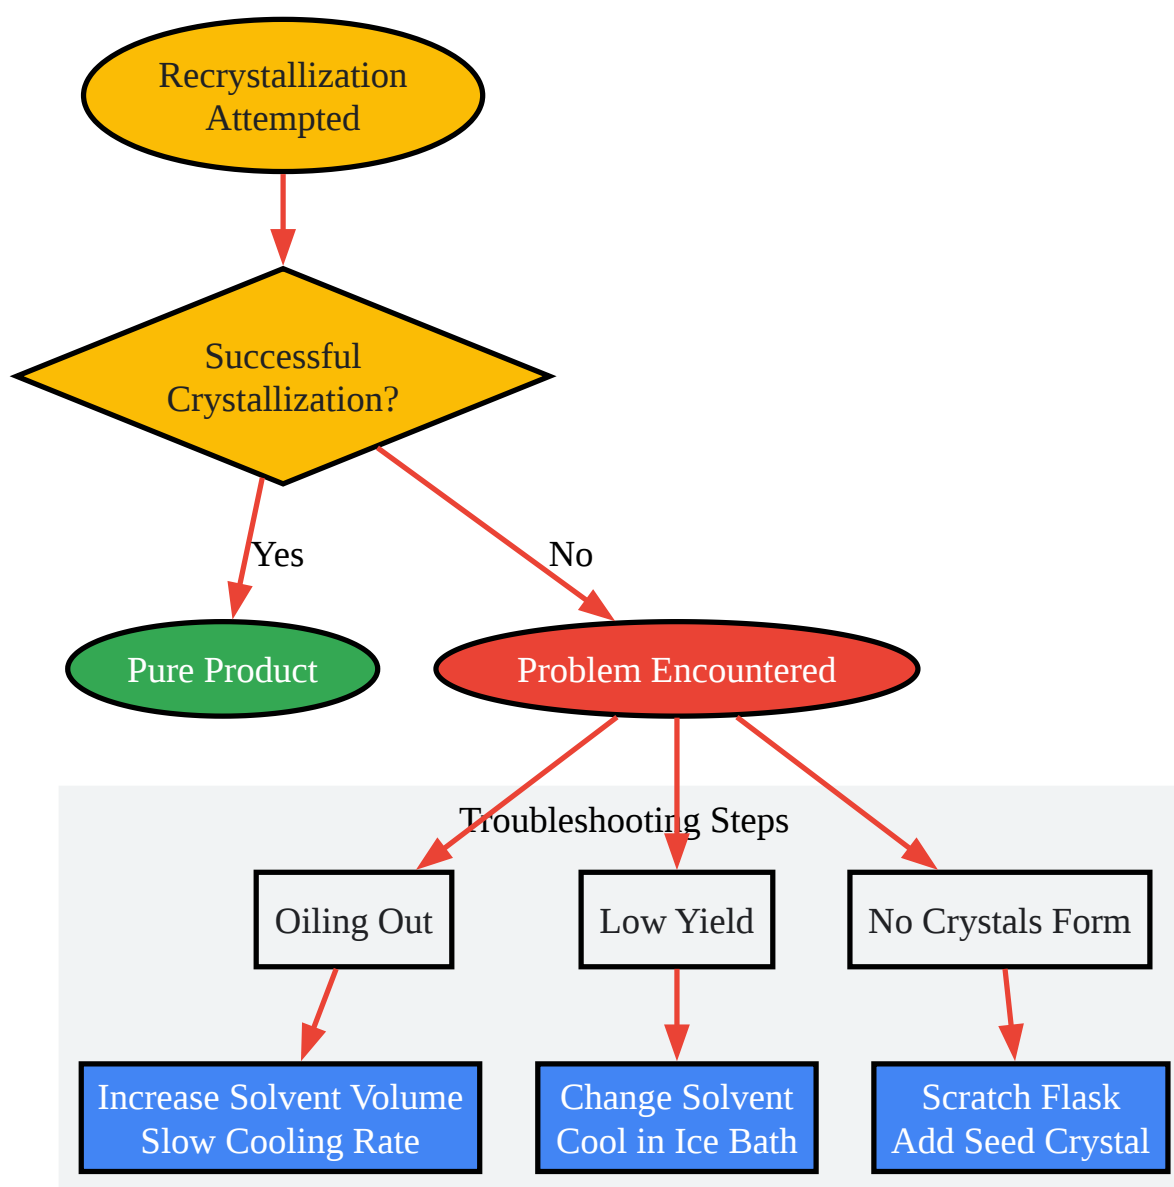 Recrystallization
Attempted
Successful
Crystallization?
Yes
No
Pure Product
Problem Encountered
Troubleshooting Steps
Oiling Out
Low Yield
No Crystals Form
Increase Solvent Volume
Slow Cooling Rate
Change Solvent
Cool in Ice Bath
Scratch Flask
Add Seed Crystal